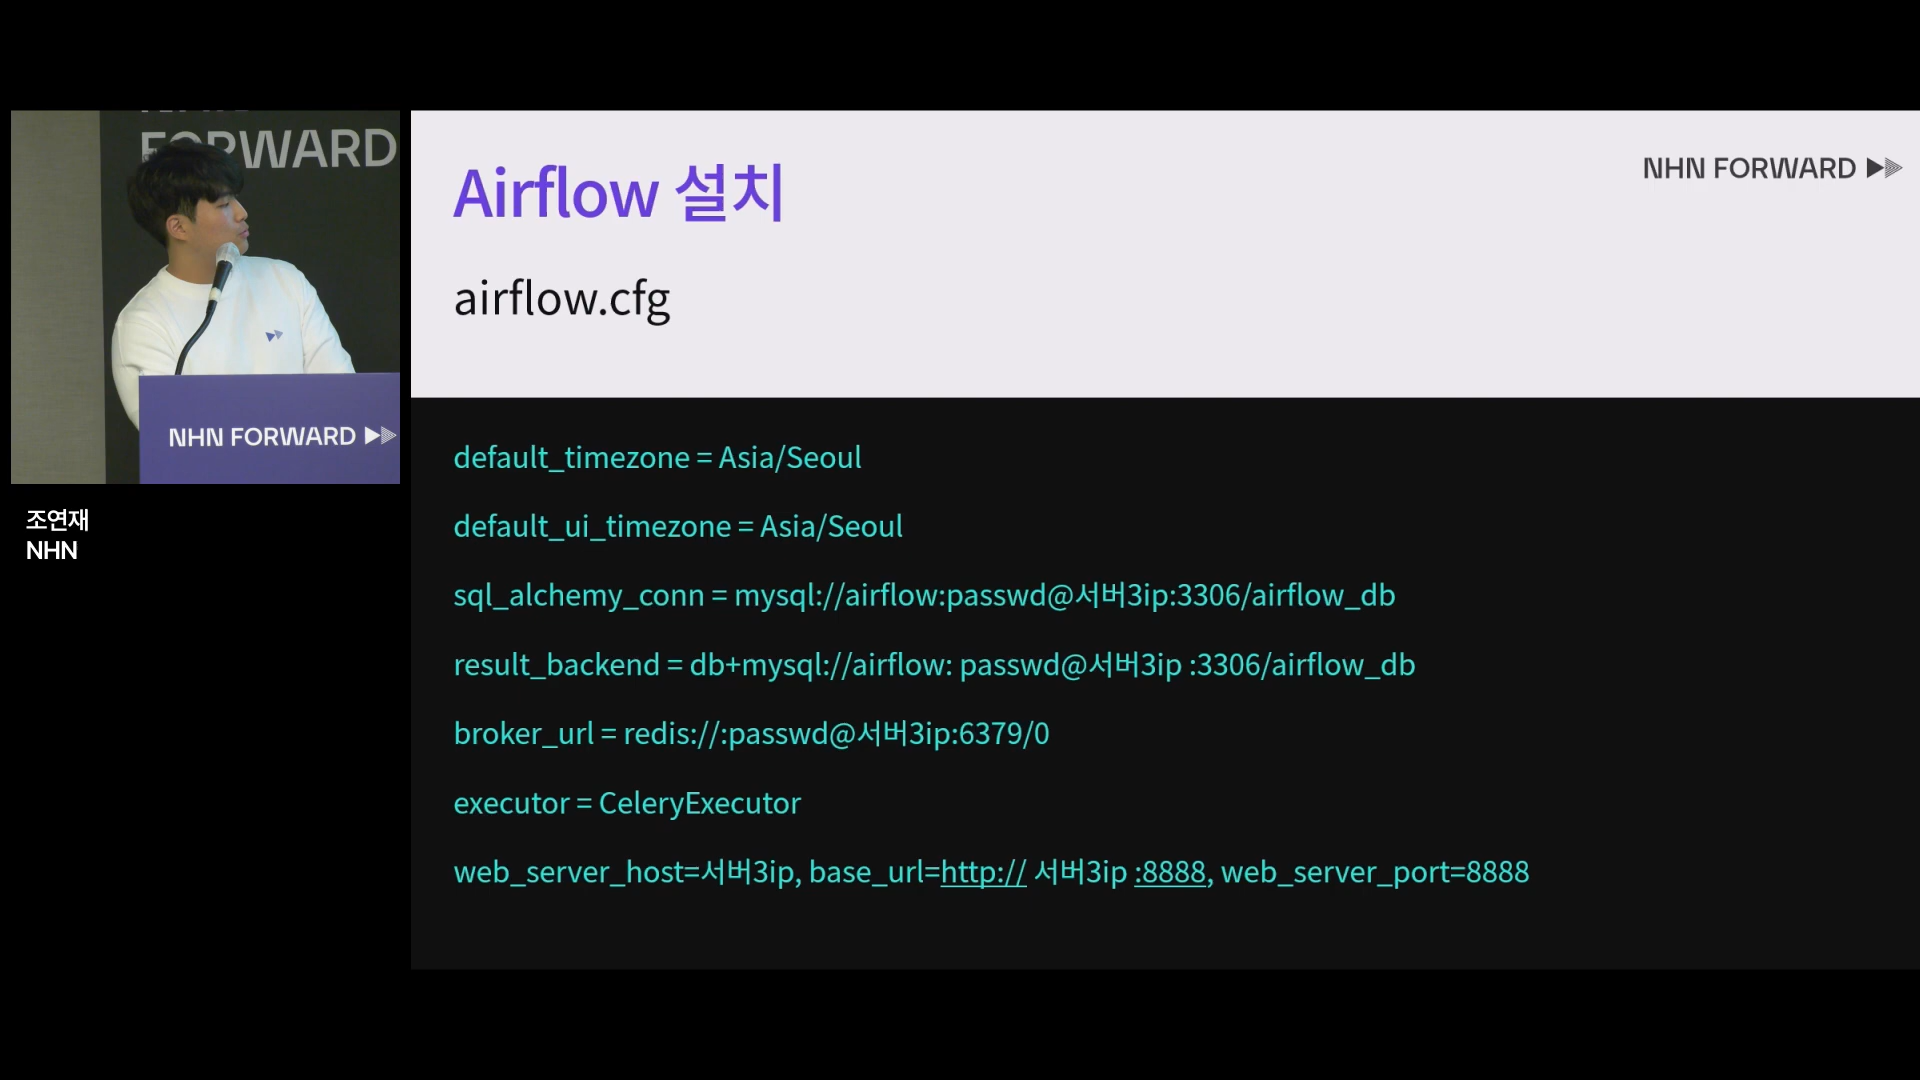 FORWARD
NHN FORWARD
조연재
NHN
Airflow 설치
NHN FORWARD
airflow.cfg
default_timezone = Asia/Seoul
default_ui_timezone = Asia/Seoul
sql_alchemy_conn = mysql://airflow:passwd@서버3ip:3306/airflow_db
result_backend = db+mysql://airflow: passwd@서버3ip :3306/airflow_db
broker_url = redis://:passwd@서버3ip:6379/0
executor = CeleryExecutor
web_server_host=서버3ip, base_url=http:// 서버3ip :8888, web_server_port=8888